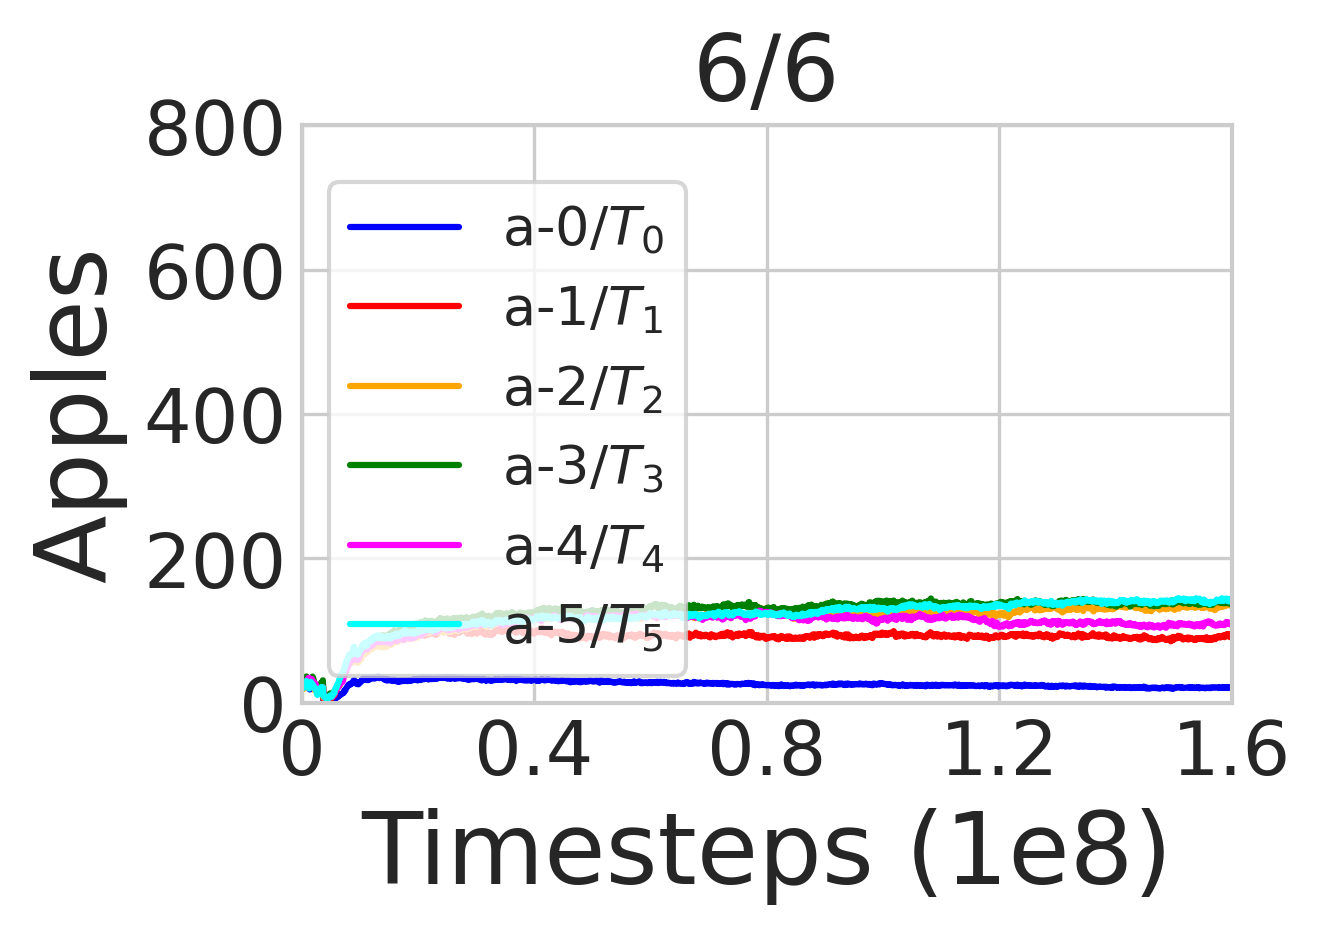 6/6
800
600
400
200
0
Apples
a-0/T₀
a-1/T₁
a-2/T₂
a-3/T₃
a-4/T₄
a-5/T₅
0 0.4 0.8 1.2 1.6
Timesteps (1e8)